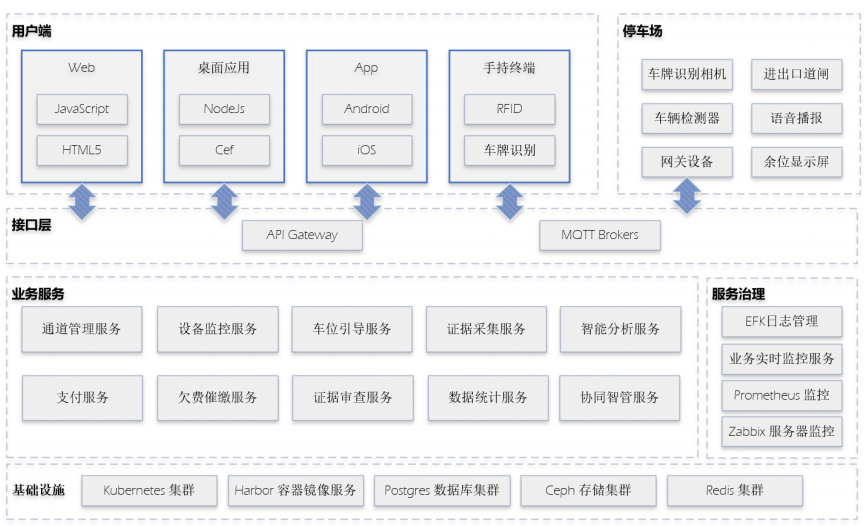 用户端
Web
JavaScript
HTML5
桌面应用
NodeJs
Cef
App
Android
iOS
手持终端
RFID
车牌识别
停车场
车牌识别相机
进出口道闸
车辆检测器
语音播报
网关设备
余位显示屏
接口层
API Gateway
MQTT Brokers
业务服务
通道管理服务
设备监控服务
车位引导服务
证据采集服务
智能分析服务
支付服务
欠费催缴服务
证据审查服务
数据统计服务
协同智管服务
服务治理
EFK日志管理
业务实时监控服务
Prometheus 监控
Zabbix 服务器监控
基础设施
Kubernetes 集群
Harbor 容器镜像服务
Postgres 数据库集群
Ceph 存储集群
Redis 集群